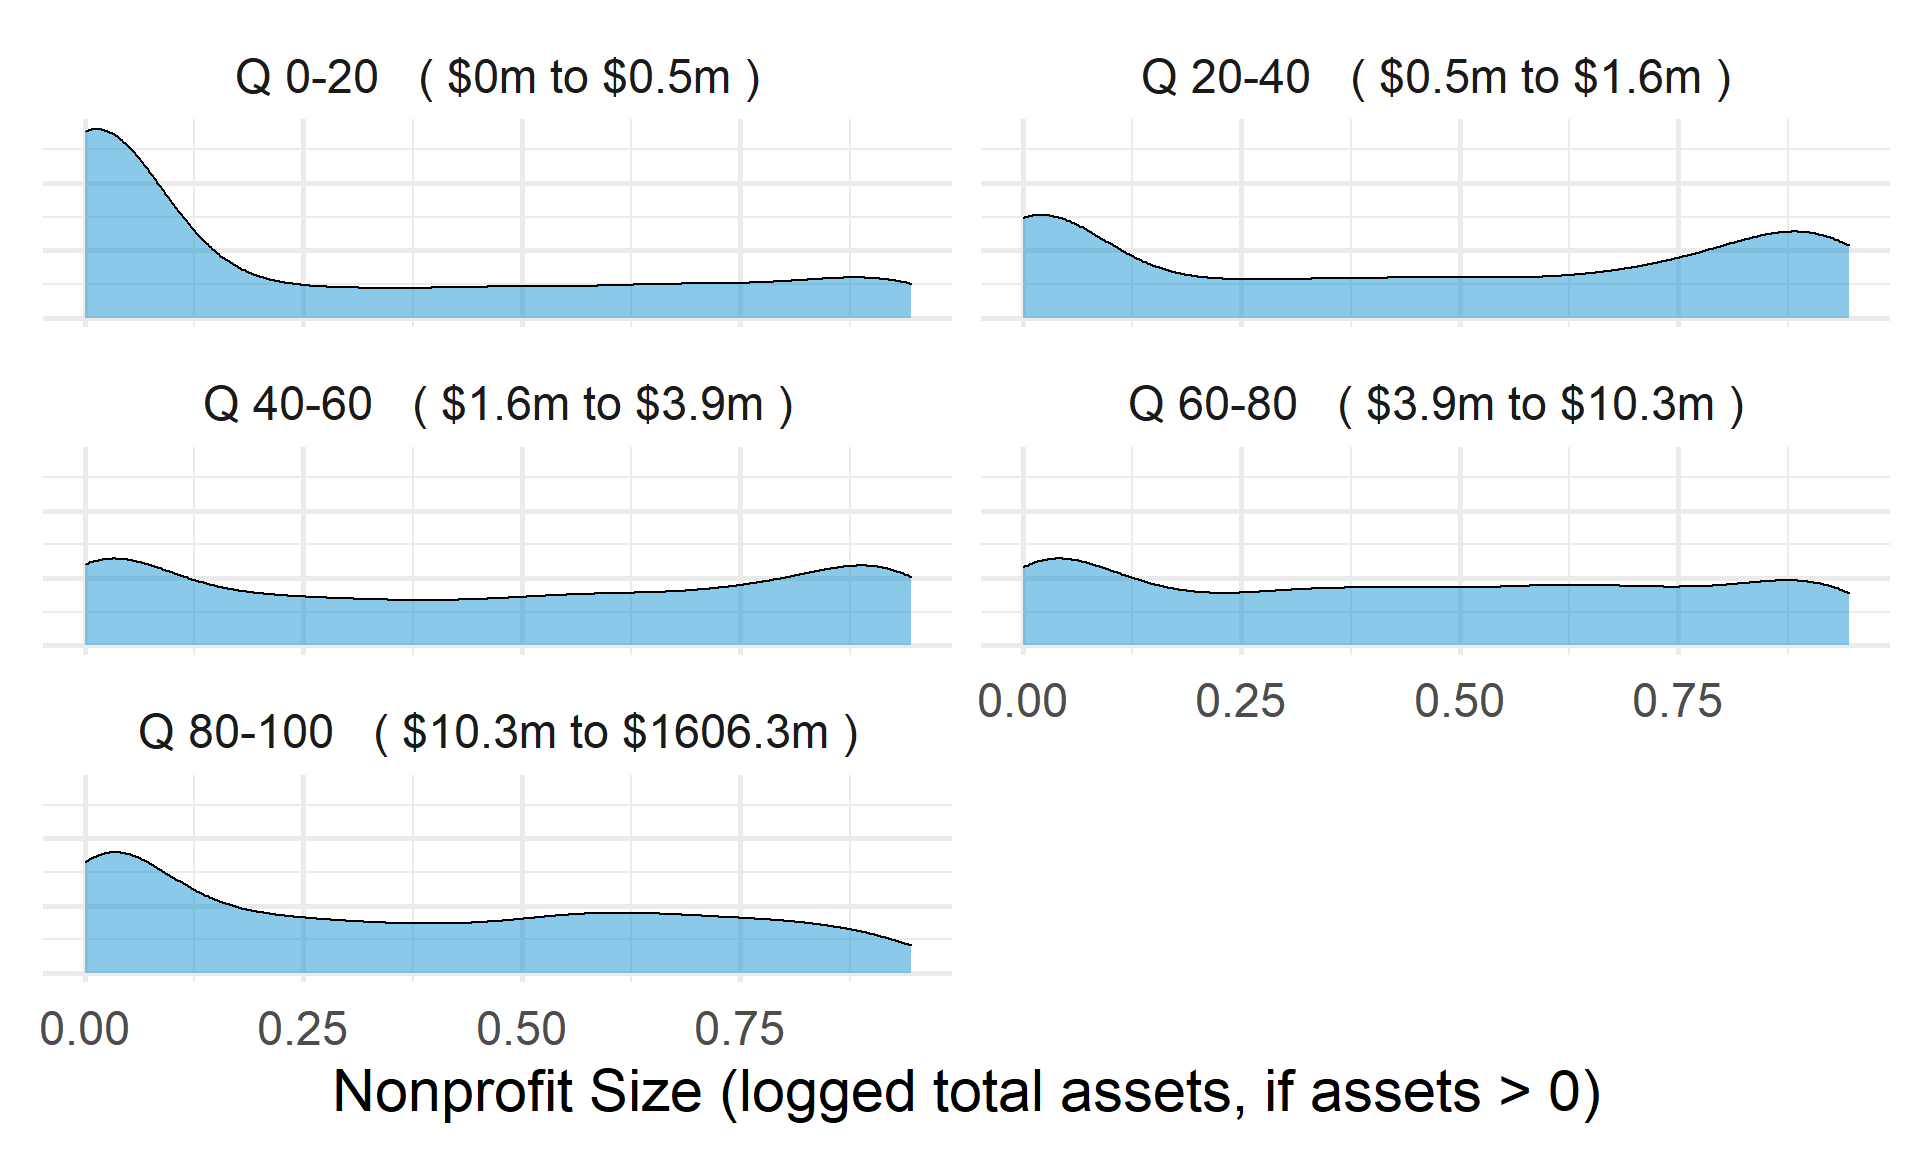 Q 0-20 ( $0m to $0.5m )
Q 20-40 ( $0.5m to $1.6m )
Q 40-60 ( $1.6m to $3.9m )
Q 60-80 ( $3.9m to $10.3m )
0.00 0.25 0.50 0.75
Q 80-100 ( $10.3m to $1606.3m )
0.00 0.25 0.50 0.75
Nonprofit Size (logged total assets, if assets > 0)